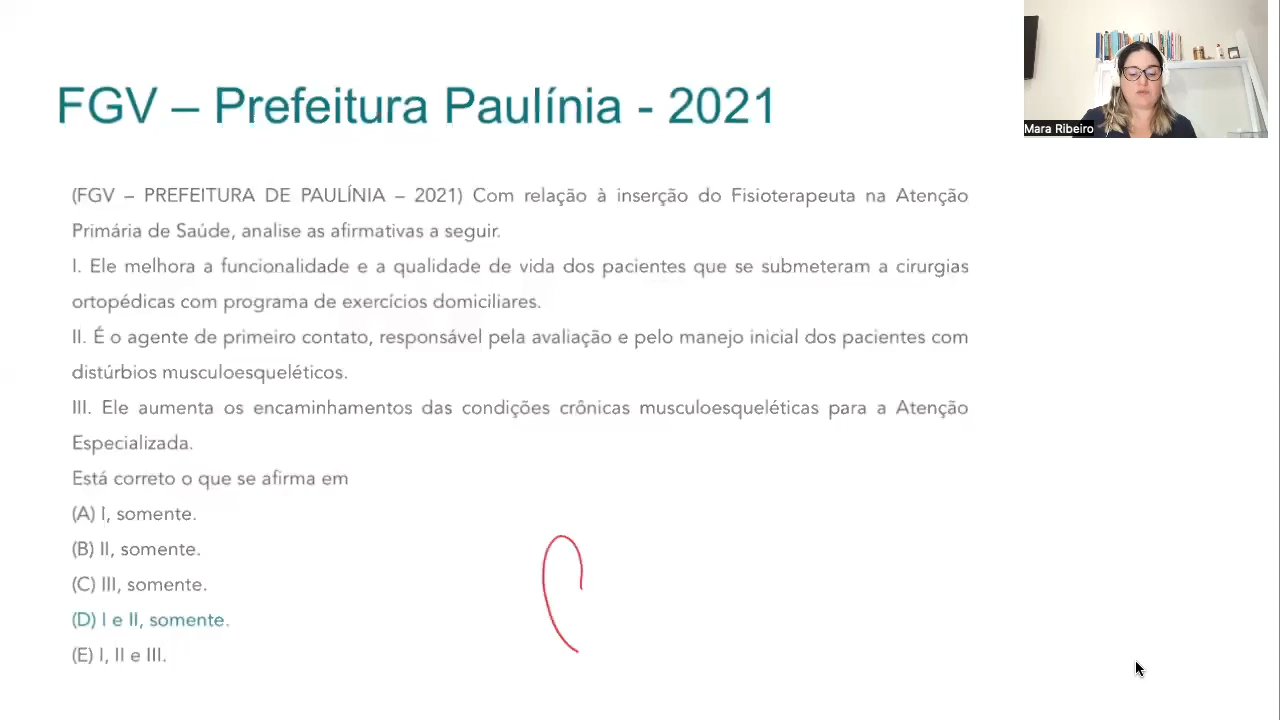 FGV – Prefeitura Paulínia - 2021
Mara Ribeiro
(FGV – PREFEITURA DE PAULÍNIA – 2021) Com relação à inserção do Fisioterapeuta na Atenção
Primária de Saúde, analise as afirmativas a seguir.
I. Ele melhora a funcionalidade e a qualidade de vida dos pacientes que se submeteram a cirurgias
ortopédicas com programa de exercícios domiciliares.
II. É o agente de primeiro contato, responsável pela avaliação e pelo manejo inicial dos pacientes com
distúrbios musculoesqueléticos.
III. Ele aumenta os encaminhamentos das condições crônicas musculoesqueléticas para a Atenção
Especializada.
Está correto o que se afirma em
(A) I, somente.
(B) II, somente.
(C) III, somente.
(D) I e II, somente.
(E) I, II e III.